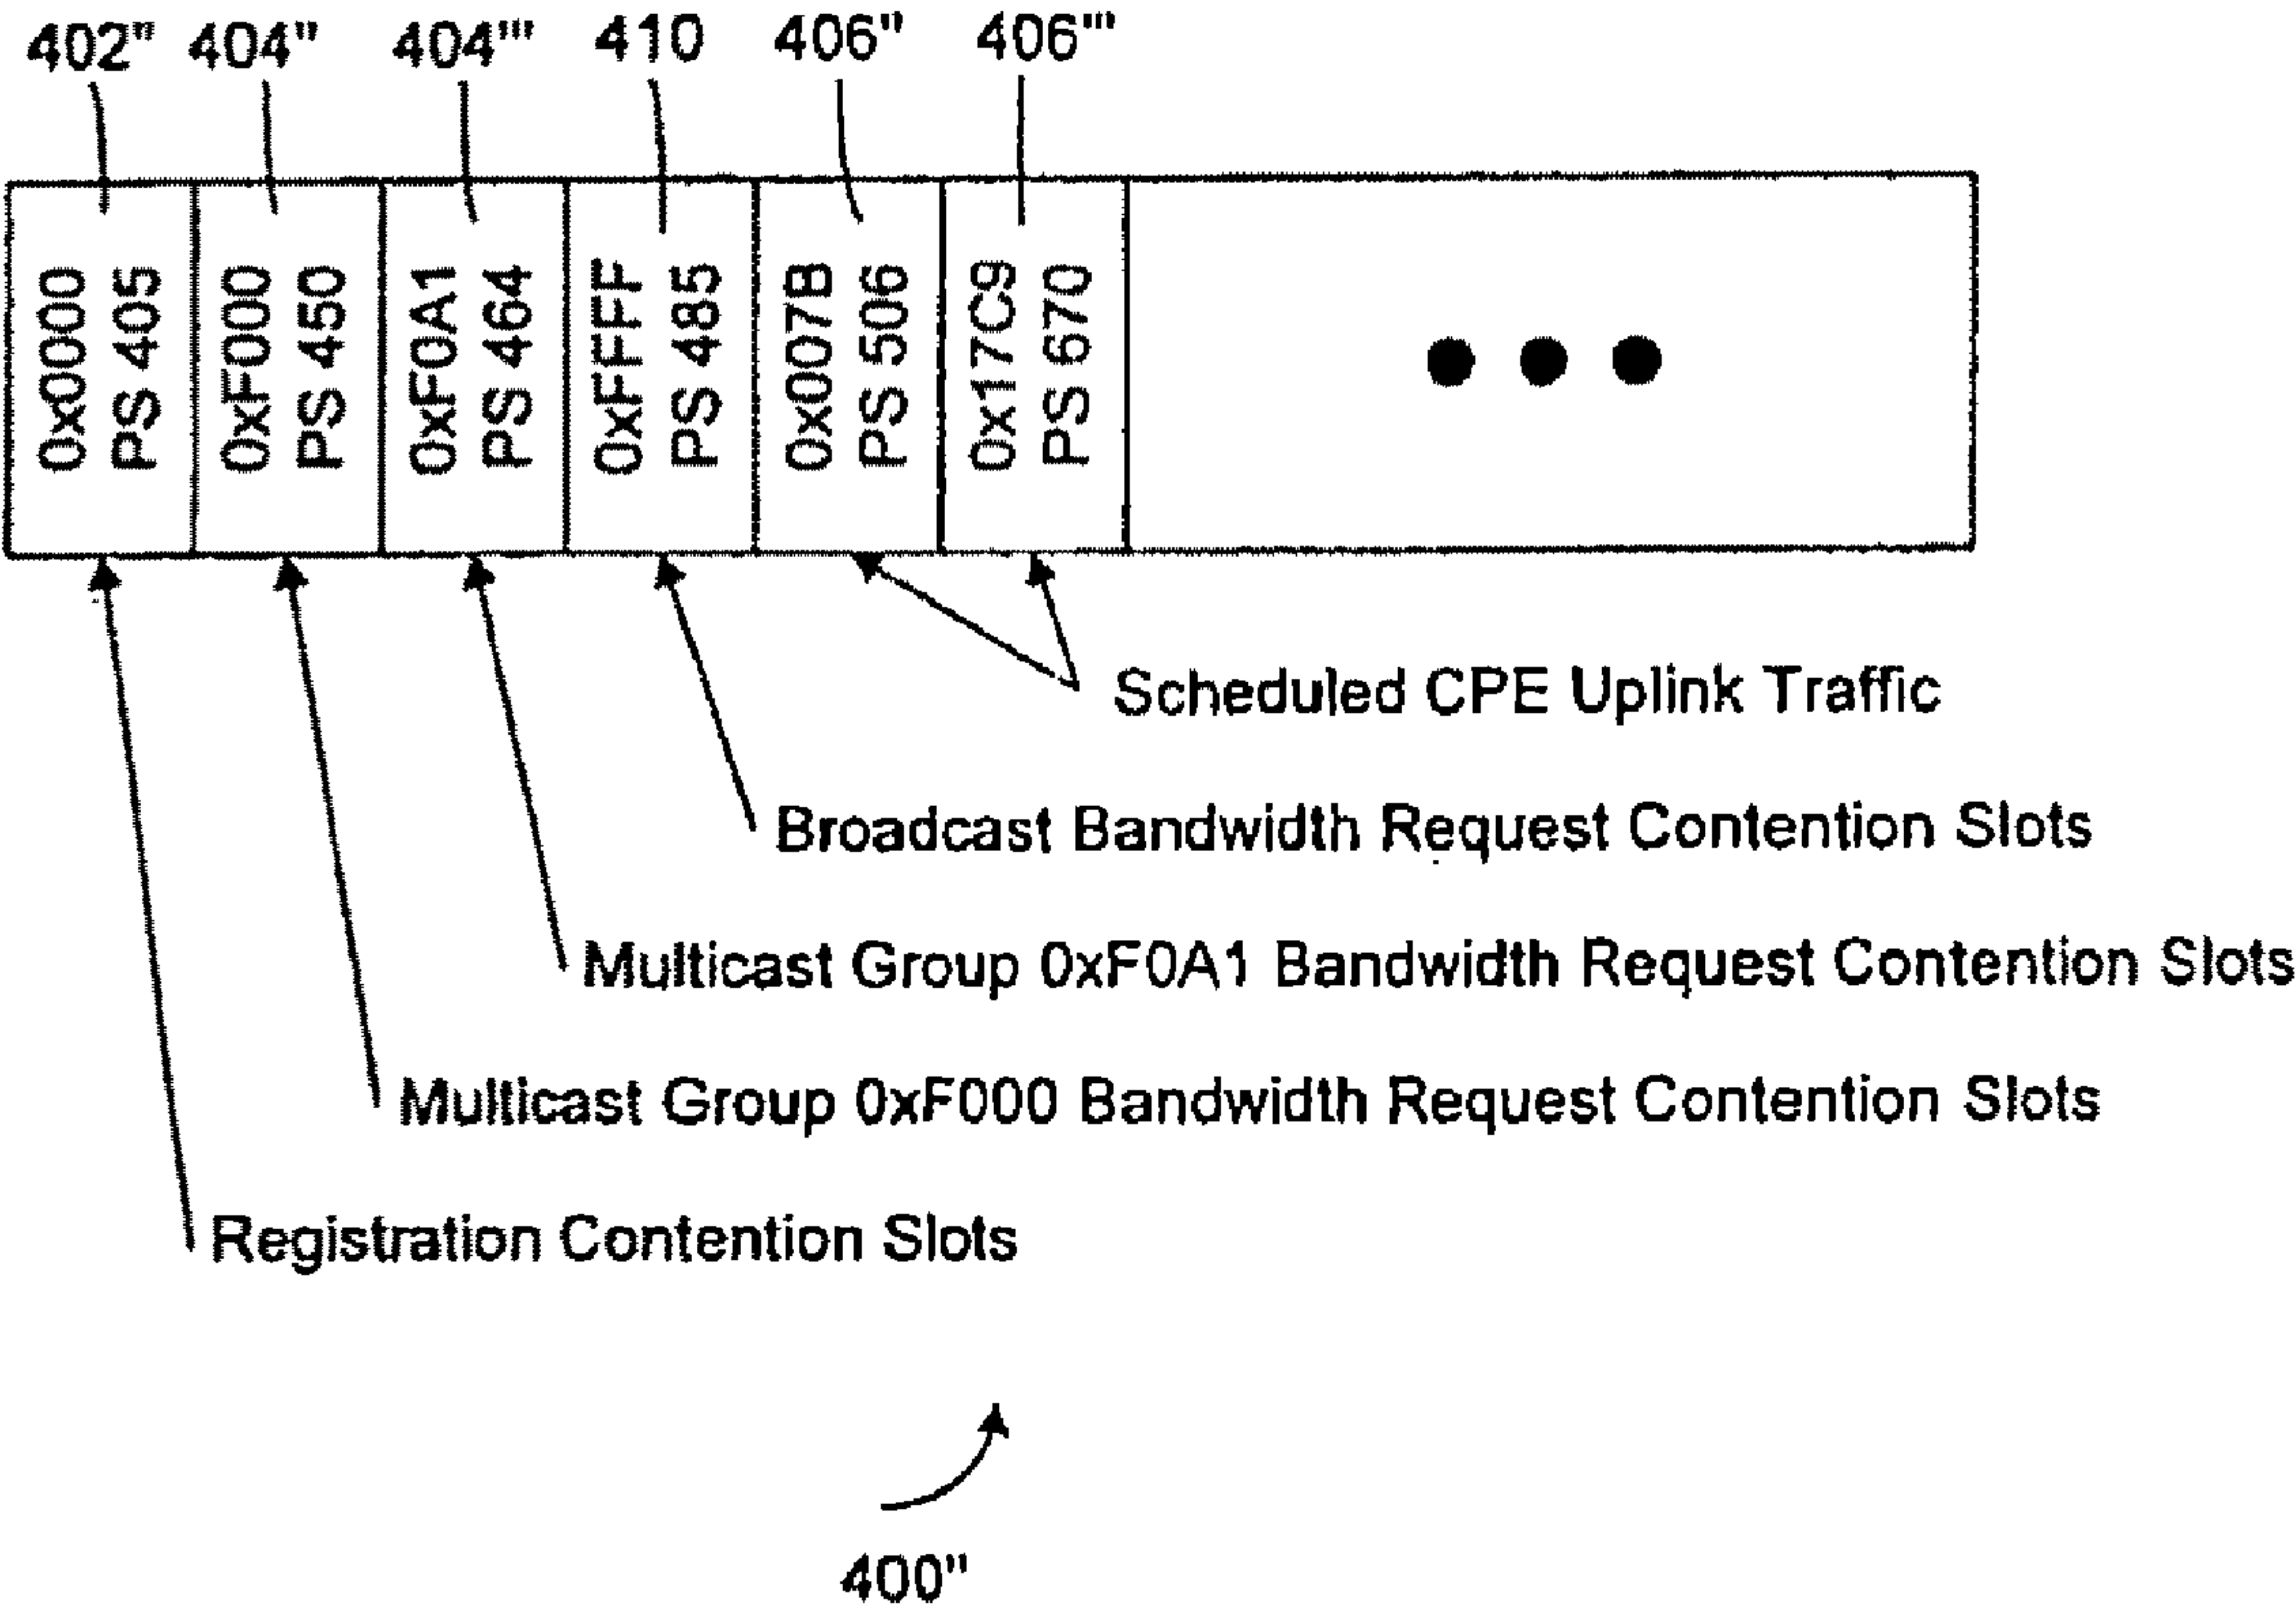 402" 404" 404''' 410 406" 406'''
0x0000
PS 405
0xF000
PS 450
0xF0A1
PS 464
0xFFFF
PS 485
0x007B
PS 506
0x17C9
PS 670
Scheduled CPE Uplink Traffic
Broadcast Bandwidth Request Contention Slots
Multicast Group 0xF0A1 Bandwidth Request Contention Slots
Multicast Group 0xF000 Bandwidth Request Contention Slots
Registration Contention Slots
400"